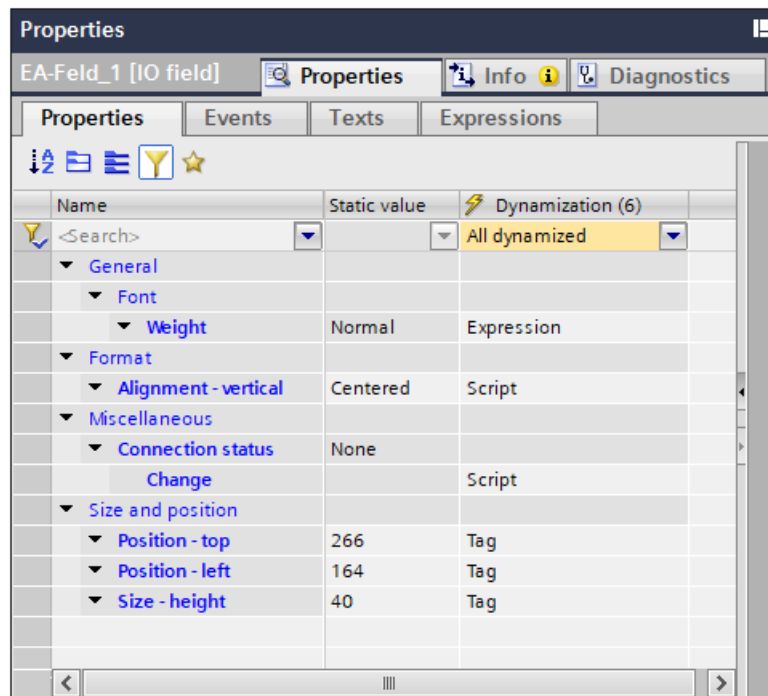 Properties
EA-Feld_1 [IO field] Properties Info Diagnostics
Properties Events Texts Expressions
Name Static value Dynamization (6)
<Search> All dynamized
General
Font
Weight Normal Expression
Format
Alignment - vertical Centered Script
Miscellaneous
Connection status None
Change Script
Size and position
Position - top 266 Tag
Position - left 164 Tag
Size - height 40 Tag